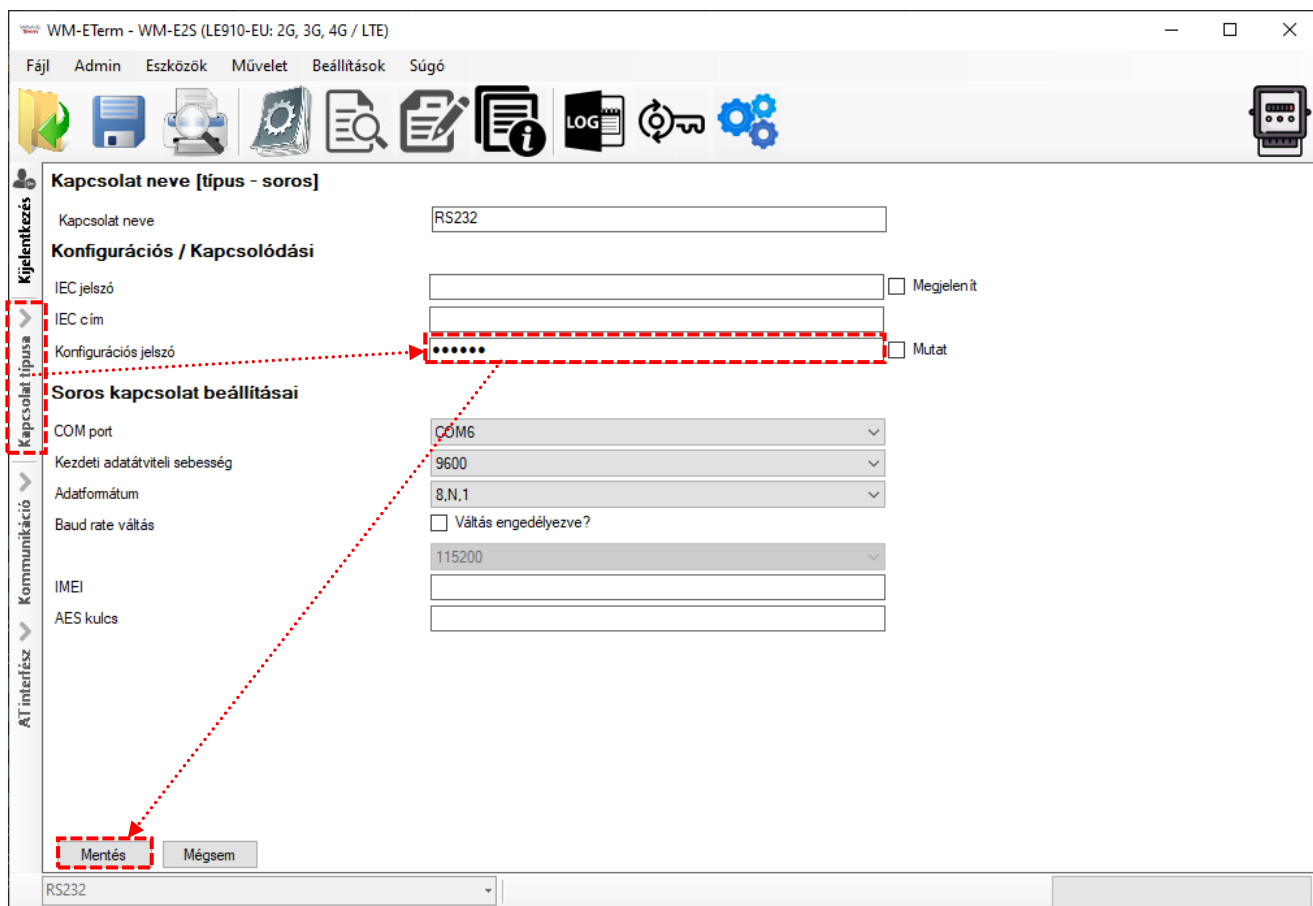 WM-ETerm - WM-E2S (LE910-EU: 2G, 3G, 4G / LTE)
Fájl Admin Eszközök Művelet Beállítások Súgó
LOG
Kijelentkezés
Kapcsolat típusa
Kommunikáció
AT interfész
Kapcsolat neve [típus - soros]
Kapcsolat neve RS232
Konfigurációs / Kapcsolódási
IEC jelszó Megjelenít
IEC cím
Konfigurációs jelszó •••••• Mutat
Soros kapcsolat beállításai
COM port COM6
Kezdeti adatátviteli sebesség 9600
Adatformátum 8,N,1
Baud rate váltás Váltás engedélyezve?
115200
IMEI
AES kulcs
Mentés Mégsem
RS232